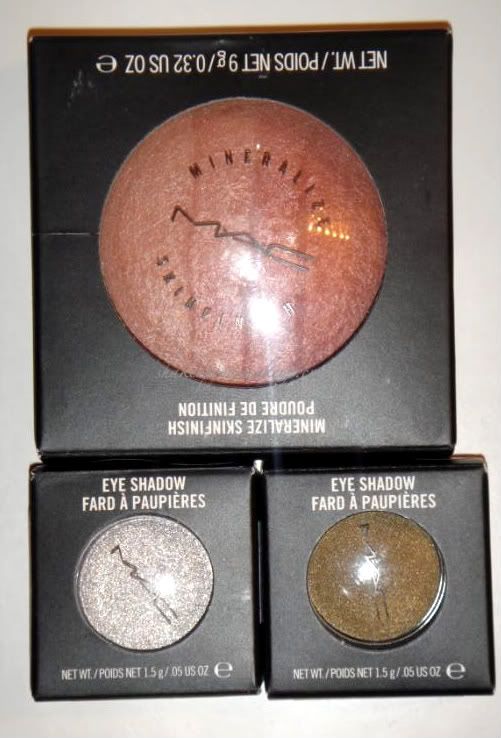 NET WT./POIDS NET 9 g/0.32 US OZ e
MINERALIZE
MAC
SKINFINISH
MINERALIZE SKINFINISH
POUDRE DE FINITION
EYE SHADOW
FARD À PAUPIÈRES
MAC
NET WT./POIDS NET 1.5 g/.05 US OZ e
EYE SHADOW
FARD À PAUPIÈRES
MAC
NET WT./POIDS NET 1.5 g/.05 US OZ e